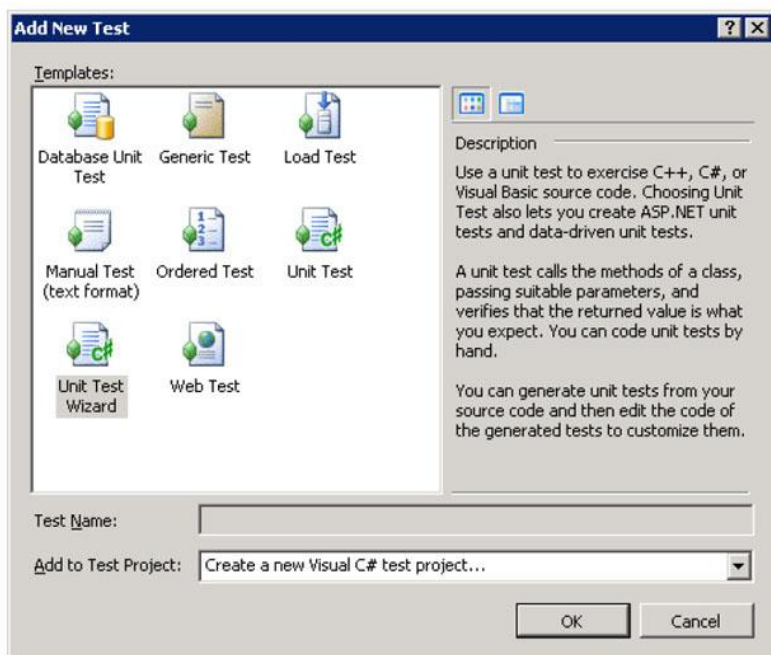 Add New Test
Templates:
Database Unit
Test
Generic Test
Load Test
Manual Test
(text format)
Ordered Test
Unit Test
Unit Test
Wizard
Web Test
Description
Use a unit test to exercise C++, C#, or
Visual Basic source code. Choosing Unit
Test also lets you create ASP.NET unit
tests and data-driven unit tests.
A unit test calls the methods of a class,
passing suitable parameters, and
verifies that the returned value is what
you expect. You can code unit tests by
hand.
You can generate unit tests from your
source code and then edit the code of
the generated tests to customize them.
Test Name:
Add to Test Project:
Create a new Visual C# test project...
OK
Cancel